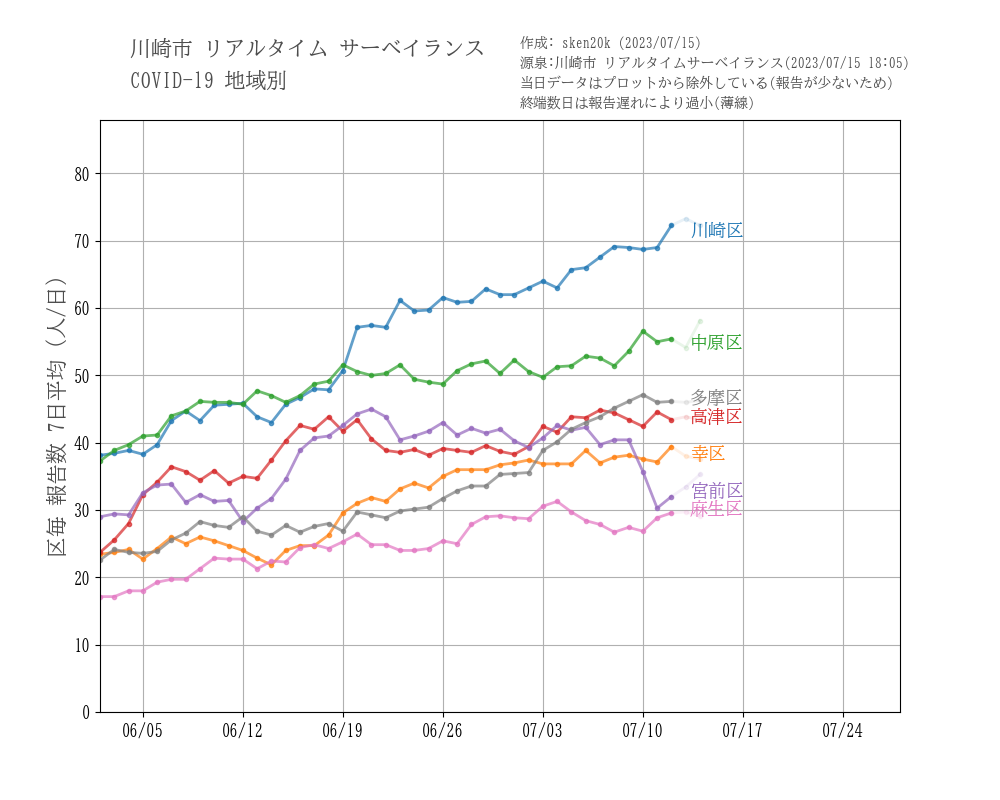 川崎市 リアルタイム サーベイランス
COVID-19 地域別
作成: sken20k (2023/07/15)
源泉:川崎市 リアルタイムサーベイランス(2023/07/15 18:05)
当日データはプロットから除外している(報告が少ないため)
終端数日は報告遅れにより過小(薄線)
区毎 報告数 7日平均 (人/日)
80
70
60
50
40
30
20
10
0
川崎区
中原区
多摩区
高津区
幸区
宮前区
麻生区
06/05
06/12
06/19
06/26
07/03
07/10
07/17
07/24